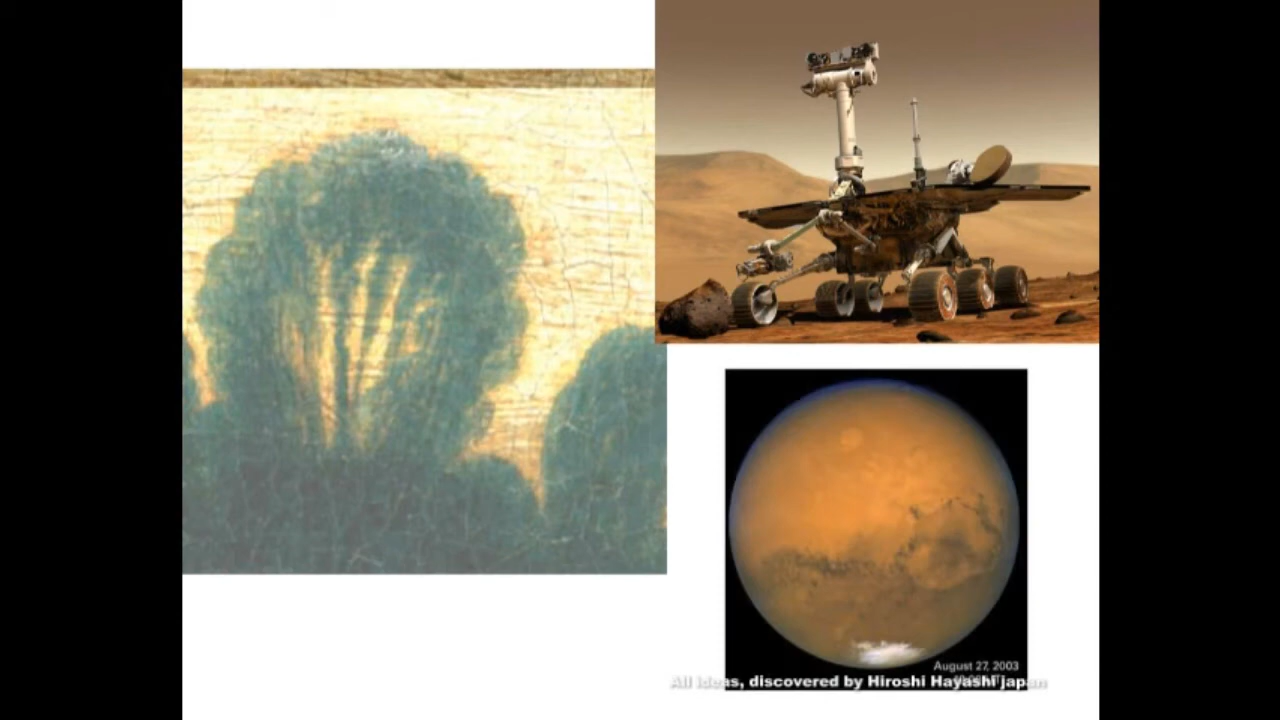 August 27, 2003
All ideas, discovered by Hiroshi Hayashi japan